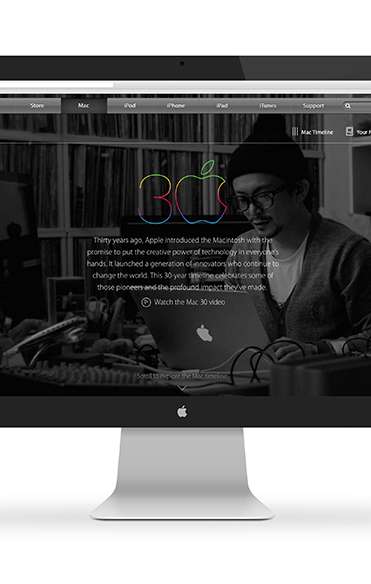 Store Mac iPod iPhone iPad iTunes Support
Mac Timeline Your F
30
Thirty years ago, Apple introduced the Macintosh with the
promise to put the creative power of technology in everyone's
hands. It launched a generation of innovators who continue to
change the world. This 30-year timeline celebrates some of
those pioneers and the profound impact they've made.
Watch the Mac 30 video
Scroll to explore the Mac timeline